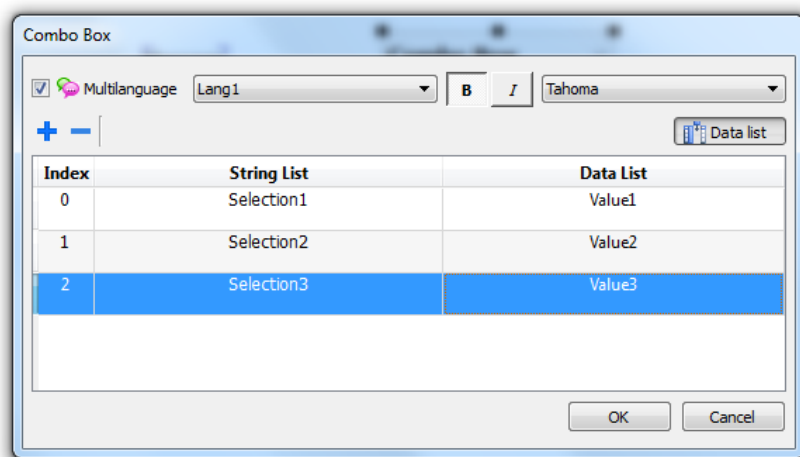 Combo Box
Multilanguage Lang1 B I Tahoma
Data list
Index String List Data List
0 Selection1 Value1
1 Selection2 Value2
2 Selection3 Value3
OK Cancel